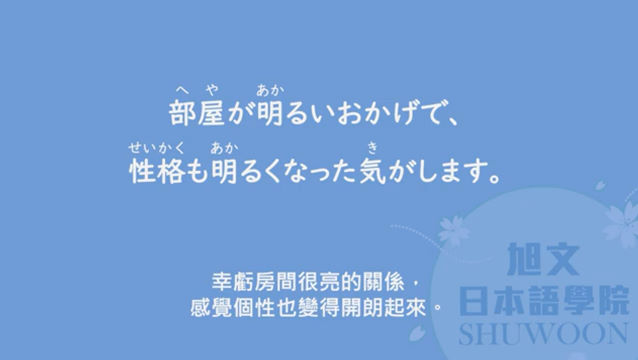 へ や あか
部屋が明るいおかげで、
せいかく あか き
性格も明るくなった気がします。
幸虧房間很亮的關係，
感覺個性也變得開朗起來。
旭文
日本語學院
SHUWOON